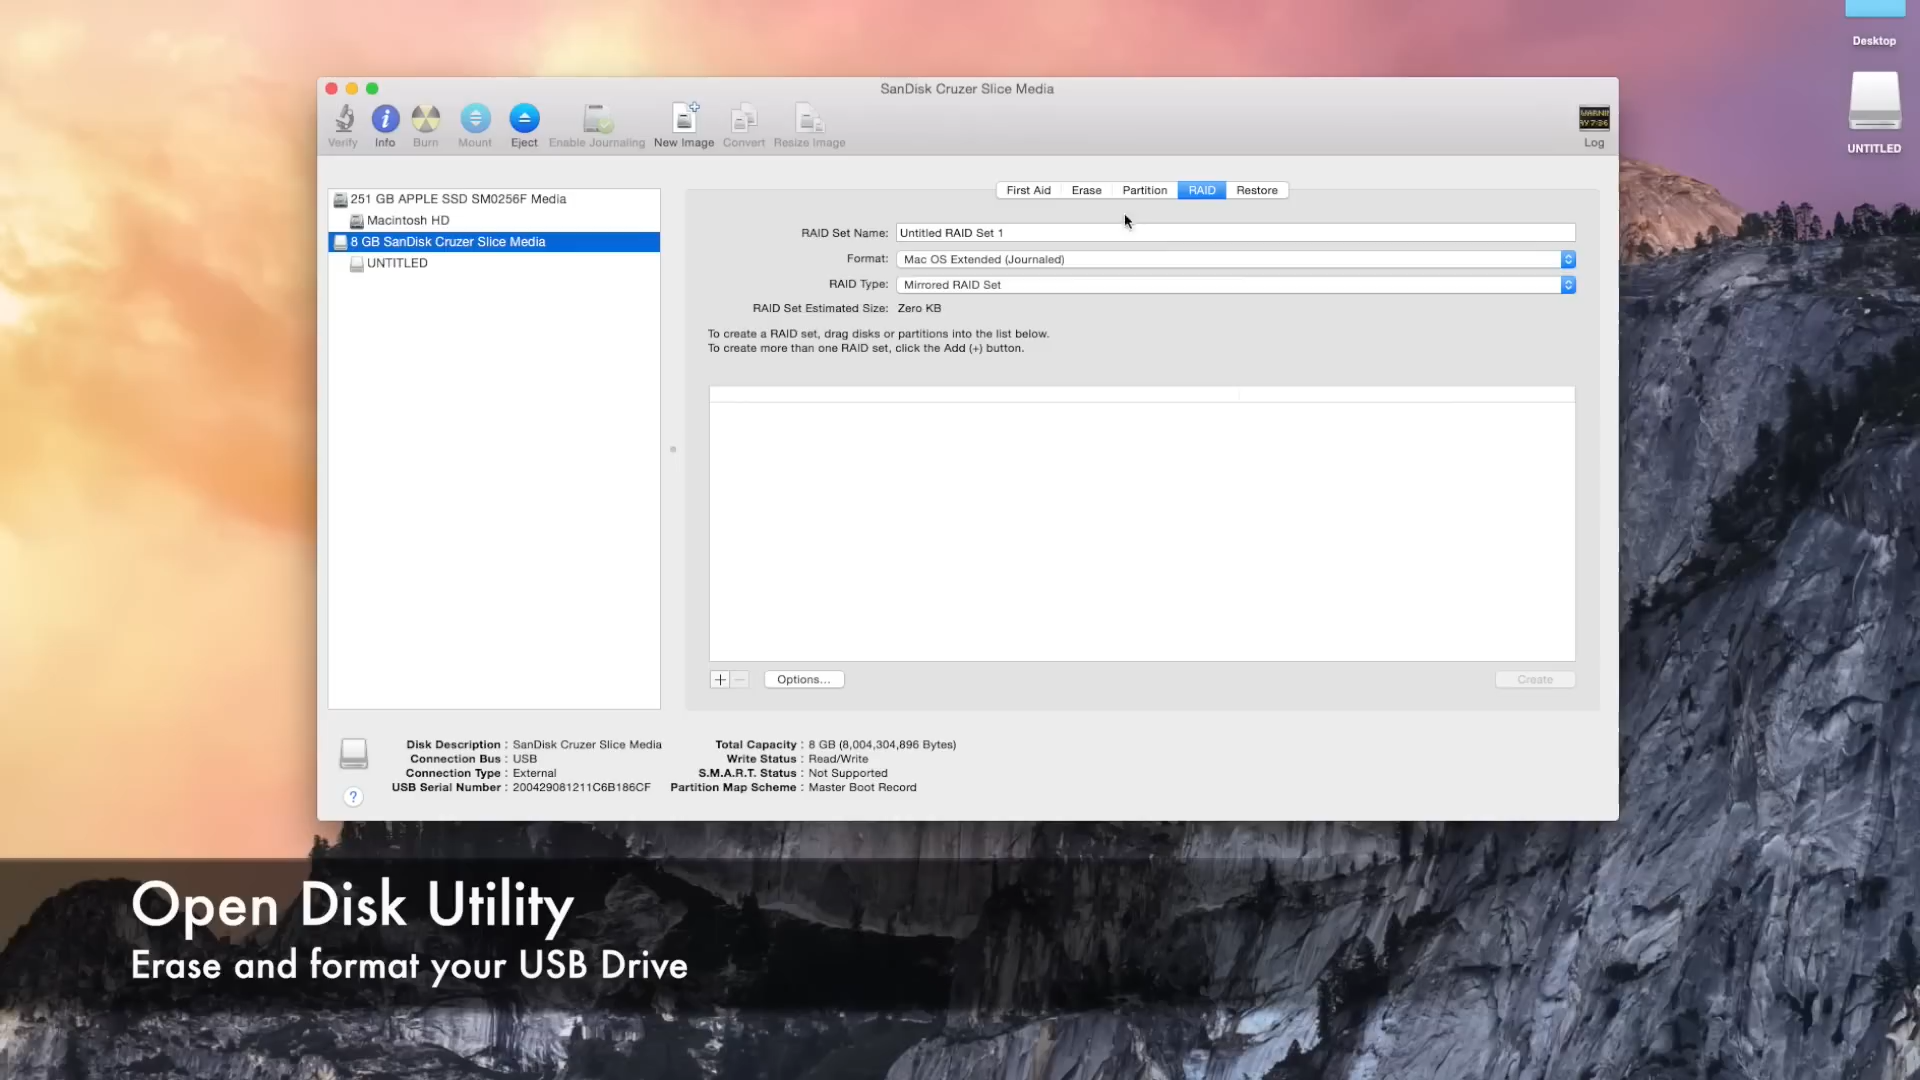 Desktop
UNTITLED
SanDisk Cruzer Slice Media
Verify Info Burn Mount Eject Enable Journaling New Image Convert Resize Image Log
251 GB APPLE SSD SM0256F Media
Macintosh HD
8 GB SanDisk Cruzer Slice Media
UNTITLED
First Aid Erase Partition RAID Restore
RAID Set Name: Untitled RAID Set 1
Format: Mac OS Extended (Journaled)
RAID Type: Mirrored RAID Set
RAID Set Estimated Size: Zero KB
To create a RAID set, drag disks or partitions into the list below.
To create more than one RAID set, click the Add (+) button.
+ − Options... Create
Disk Description : SanDisk Cruzer Slice Media
Connection Bus : USB
Connection Type : External
USB Serial Number : 200429081211C6B186CF
Total Capacity : 8 GB (8,004,304,896 Bytes)
Write Status : Read/Write
S.M.A.R.T. Status : Not Supported
Partition Map Scheme : Master Boot Record
?
Open Disk Utility
Erase and format your USB Drive